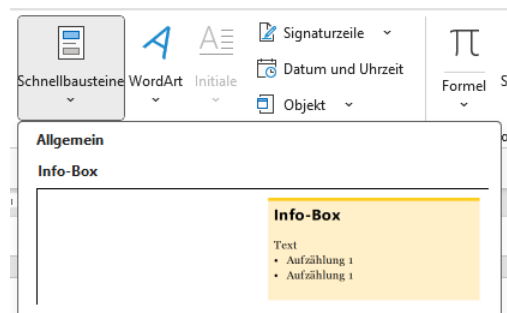 Signaturzeile
Schnellbausteine WordArt Initiale Datum und Uhrzeit Formel
Objekt
Allgemein
Info-Box
Info-Box
Text
• Aufzählung 1
• Aufzählung 1